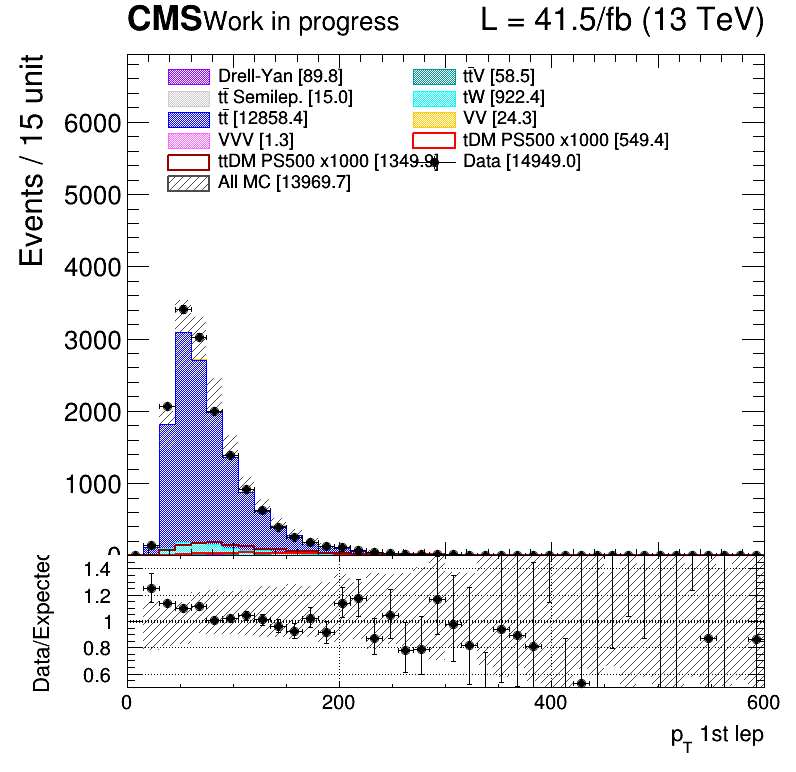 CMS Work in progress L = 41.5/fb (13 TeV)
Drell-Yan [89.8] tt̄V [58.5]
tt̄ Semilep. [15.0] tW [922.4]
tt̄ [12858.4] VV [24.3]
VVV [1.3] tDM PS500 x1000 [549.4]
ttDM PS500 x1000 [1349.9] Data [14949.0]
All MC [13969.7]
Events / 15 unit
6000
5000
4000
3000
2000
1000
0
Data/Expected
1.4
1.2
1
0.8
0.6
0 200 400 600
p_T 1st lep